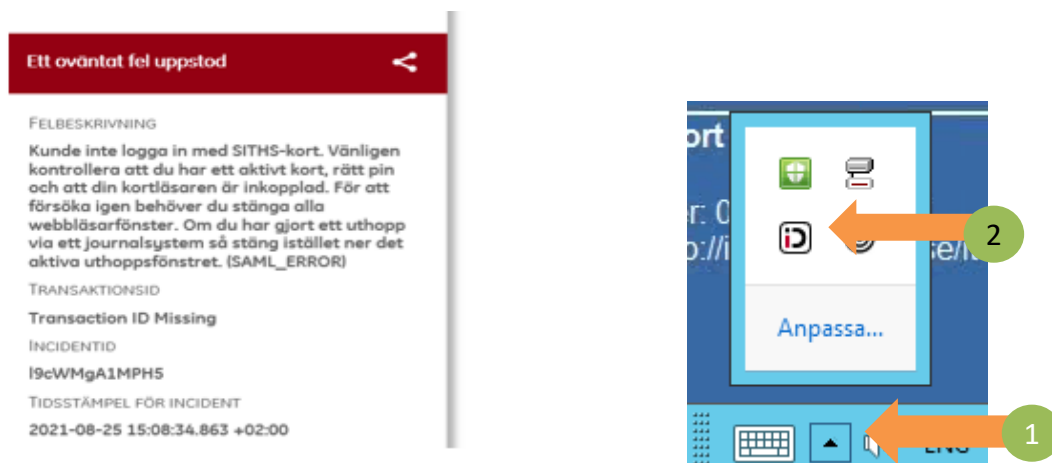 Ett oväntat fel uppstod
FELBESKRIVNING
Kunde inte logga in med SITHS-kort. Vänligen
kontrollera att du har ett aktivt kort, rätt pin
och att din kortläsaren är inkopplad. För att
försöka igen behöver du stänga alla
webbläsarfönster. Om du har gjort ett uthopp
via ett journalsystem så stäng istället ner det
aktiva uthoppsfönstret. (SAML_ERROR)
TRANSAKTIONSID
Transaction ID Missing
INCIDENTID
l9cWMgA1MPH5
TIDSSTÄMPEL FÖR INCIDENT
2021-08-25 15:08:34.863 +02:00
ort
r: 0
iD
2
Anpassa...
1